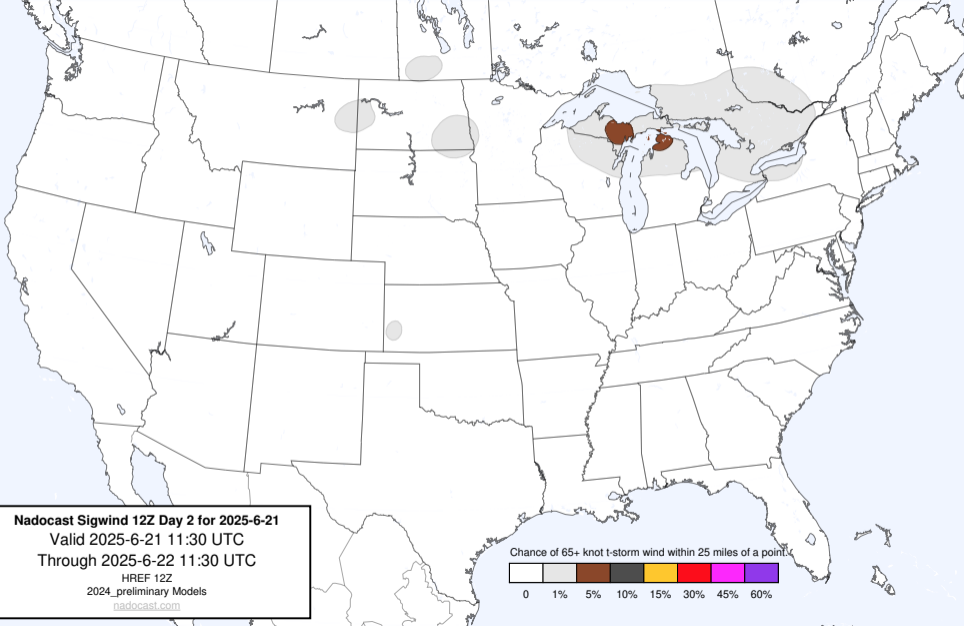 Nadocast Sigwind 12Z Day 2 for 2025-6-21
Valid 2025-6-21 11:30 UTC
Through 2025-6-22 11:30 UTC
HREF 12Z
2024_preliminary Models
nadocast.com
Chance of 65+ knot t-storm wind within 25 miles of a point.
0 1% 5% 10% 15% 30% 45% 60%